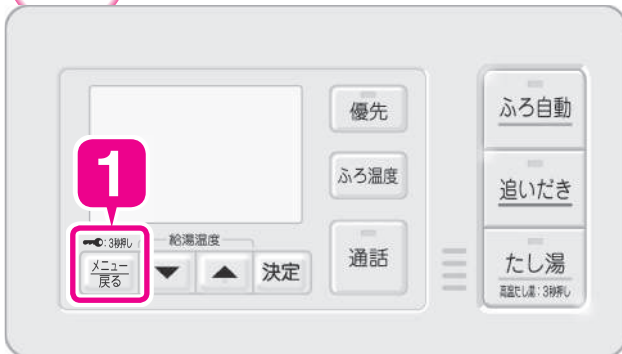 優先
ふろ自動
1
ふろ温度
追いだき
:3秒押し
給湯温度
メニュー
戻る
▼
▲
決定
通話
たし湯
高温たし湯:3秒押し